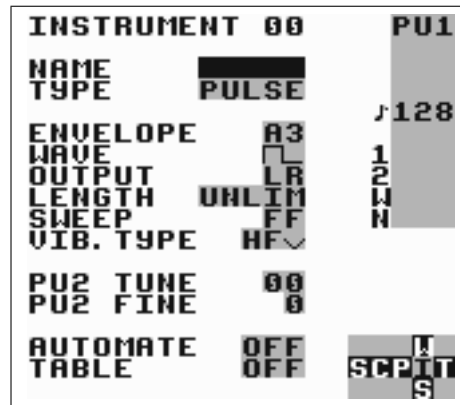 INSTRUMENT 00 PU1
NAME
TYPE PULSE
♪128
ENVELOPE A3
WAVE 1
OUTPUT LR 2
LENGTH UNLIM W
SWEEP FF N
VIB. TYPE HF
PU2 TUNE 00
PU2 FINE 0
AUTOMATE OFF W
TABLE OFF SCPIT
S